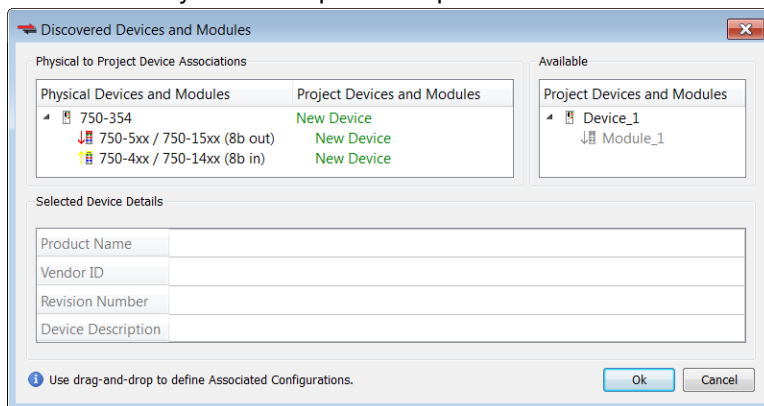 Discovered Devices and Modules
Physical to Project Device Associations
Physical Devices and Modules Project Devices and Modules
750-354 New Device
750-5xx / 750-15xx (8b out) New Device
750-4xx / 750-14xx (8b in) New Device
Available
Project Devices and Modules
Device_1
Module_1
Selected Device Details
Product Name
Vendor ID
Revision Number
Device Description
Use drag-and-drop to define Associated Configurations.
Ok Cancel